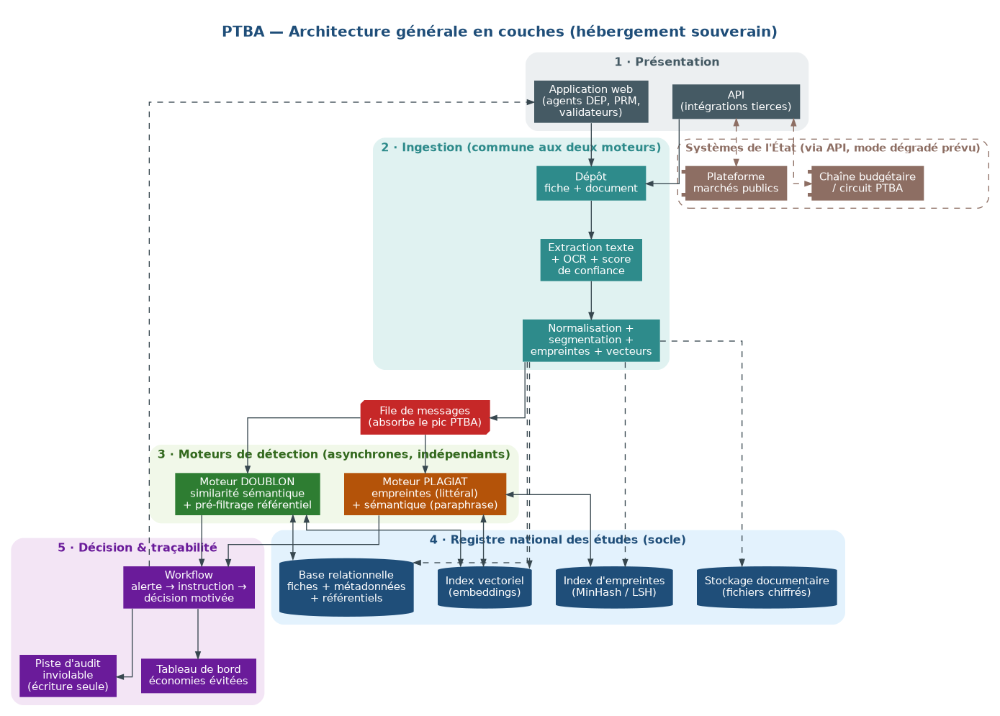 PTBA — Architecture générale en couches (hébergement souverain)
1 · Présentation
Application web
(agents DEP, PRM,
validateurs)
API
(intégrations tierces)
2 · Ingestion (commune aux deux moteurs)
Systèmes de l'État (via API, mode dégradé prévu)
Dépôt
fiche + document
Plateforme
marchés publics
Chaîne budgétaire
/ circuit PTBA
Extraction texte
+ OCR + score
de confiance
Normalisation +
segmentation +
empreintes + vecteurs
File de messages
(absorbe le pic PTBA)
3 · Moteurs de détection (asynchrones, indépendants)
Moteur DOUBLON
similarité sémantique
+ pré-filtrage référentiel
Moteur PLAGIAT
empreintes (littéral)
+ sémantique (paraphrase)
4 · Registre national des études (socle)
Base relationnelle
fiches + métadonnées
+ référentiels
Index vectoriel
(embeddings)
Index d'empreintes
(MinHash / LSH)
Stockage documentaire
(fichiers chiffrés)
5 · Décision & traçabilité
Workflow
alerte → instruction →
décision motivée
Piste d'audit
inviolable
(écriture seule)
Tableau de bord
économies évitées